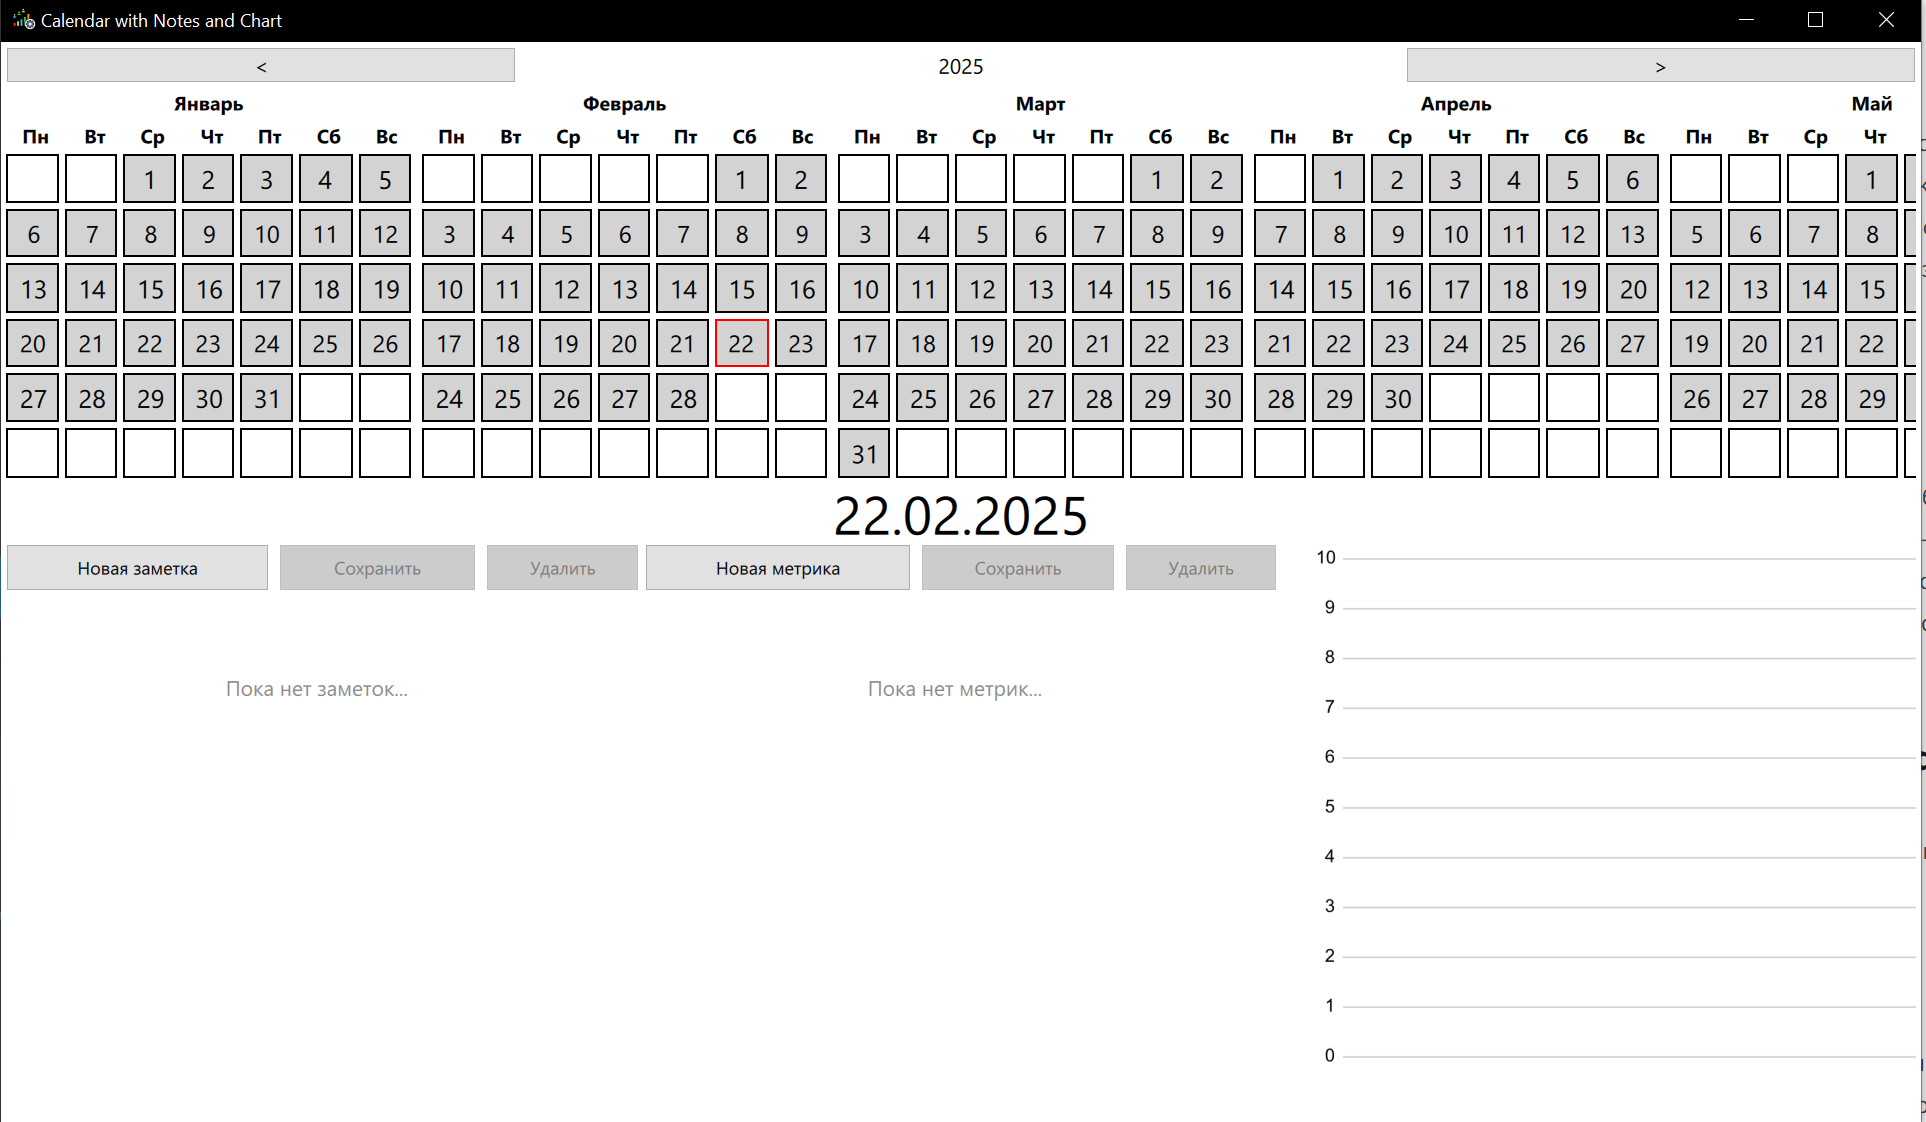 Calendar with Notes and Chart
< 2025 >
Январь Февраль Март Апрель Май
Пн Вт Ср Чт Пт Сб Вс Пн Вт Ср Чт Пт Сб Вс Пн Вт Ср Чт Пт Сб Вс Пн Вт Ср Чт Пт Сб Вс Пн Вт Ср Чт
1 2 3 4 5 1 2 1 2 1 2 3 4 5 6 1
6 7 8 9 10 11 12 3 4 5 6 7 8 9 3 4 5 6 7 8 9 7 8 9 10 11 12 13 5 6 7 8
13 14 15 16 17 18 19 10 11 12 13 14 15 16 10 11 12 13 14 15 16 14 15 16 17 18 19 20 12 13 14 15
20 21 22 23 24 25 26 17 18 19 20 21 22 23 17 18 19 20 21 22 23 21 22 23 24 25 26 27 19 20 21 22
27 28 29 30 31 24 25 26 27 28 24 25 26 27 28 29 30 28 29 30 26 27 28 29
31
22.02.2025
Новая заметка Сохранить Удалить Новая метрика Сохранить Удалить
Пока нет заметок... Пока нет метрик...
10
9
8
7
6
5
4
3
2
1
0